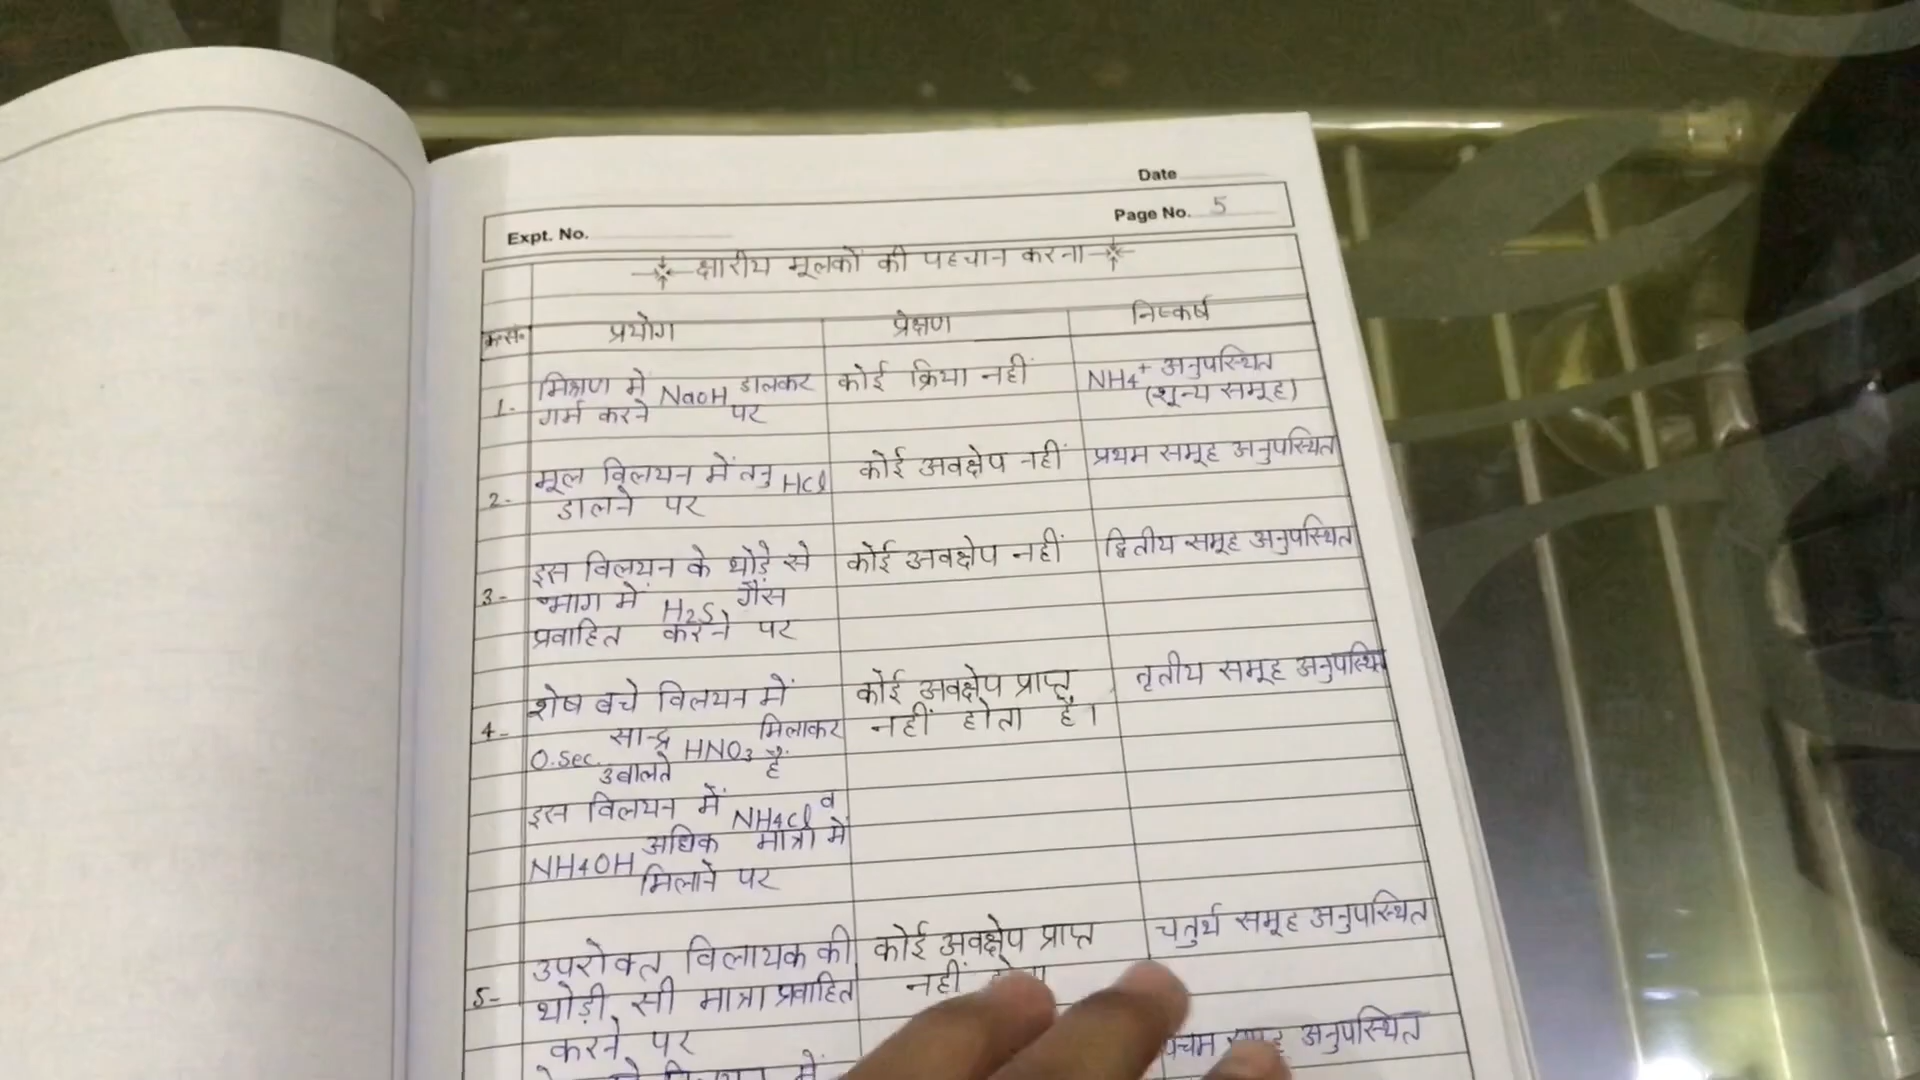 Date
Page No. 5
Expt. No.
क्षारीय मूलकों की पहचान करना
क्र.सं. प्रयोग प्रेक्षण निष्कर्ष
1- मिश्रण में NaOH डालकर कोई क्रिया नहीं NH4+ अनुपस्थित
गर्म करने पर (शून्य समूह)
2- मूल विलयन में तनु HCl कोई अवक्षेप नहीं प्रथम समूह अनुपस्थित
डालने पर
3- इस विलयन के थोड़े से कोई अवक्षेप नहीं द्वितीय समूह अनुपस्थित
भाग में H2S गैस
प्रवाहित करने पर
4- शेष बचे विलयन में कोई अवक्षेप प्राप्त तृतीय समूह अनुपस्थित
O.Sec. सान्द्र HNO3 मिलाकर नहीं होता है।
उबालते हैं
इस विलयन में NH4Cl व
NH4OH अधिक मात्रा में
मिलाने पर
5- उपरोक्त विलायक की कोई अवक्षेप प्राप्त चतुर्थ समूह अनुपस्थित
थोड़ी सी मात्रा प्रवाहित नहीं
करने पर अनुपस्थित